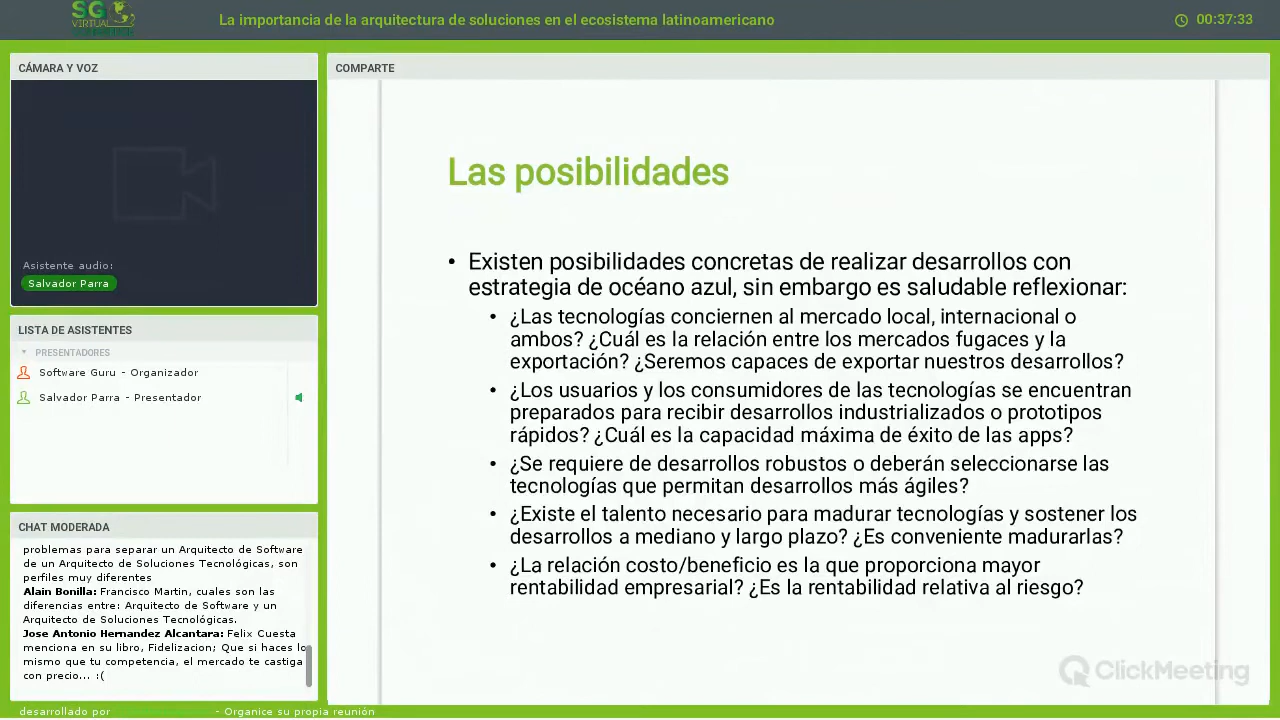 SG
VIRTUAL
La importancia de la arquitectura de soluciones en el ecosistema latinoamericano
00:37:33
CÁMARA Y VOZ
Asistente audio:
Salvador Parra
LISTA DE ASISTENTES
PRESENTADORES
Software Guru - Organizador
Salvador Parra - Presentador
CHAT MODERADA
problemas para separar un Arquitecto de Software
de un Arquitecto de Soluciones Tecnológicas, son
perfiles muy diferentes
Alain Bonilla: Francisco Martin, cuales son las
diferencias entre: Arquitecto de Software y un
Arquitecto de Soluciones Tecnológicas.
Jose Antonio Hernandez Alcantara: Felix Cuesta
menciona en su libro, Fidelizacion; Que si haces lo
mismo que tu competencia, el mercado te castiga
con precio... :(
COMPARTE
Las posibilidades
• Existen posibilidades concretas de realizar desarrollos con
estrategia de océano azul, sin embargo es saludable reflexionar:
• ¿Las tecnologías conciernen al mercado local, internacional o
ambos? ¿Cuál es la relación entre los mercados fugaces y la
exportación? ¿Seremos capaces de exportar nuestros desarrollos?
• ¿Los usuarios y los consumidores de las tecnologías se encuentran
preparados para recibir desarrollos industrializados o prototipos
rápidos? ¿Cuál es la capacidad máxima de éxito de las apps?
• ¿Se requiere de desarrollos robustos o deberán seleccionarse las
tecnologías que permitan desarrollos más ágiles?
• ¿Existe el talento necesario para madurar tecnologías y sostener los
desarrollos a mediano y largo plazo? ¿Es conveniente madurarlas?
• ¿La relación costo/beneficio es la que proporciona mayor
rentabilidad empresarial? ¿Es la rentabilidad relativa al riesgo?
ClickMeeting
desarrollado por - Organice su propia reunión